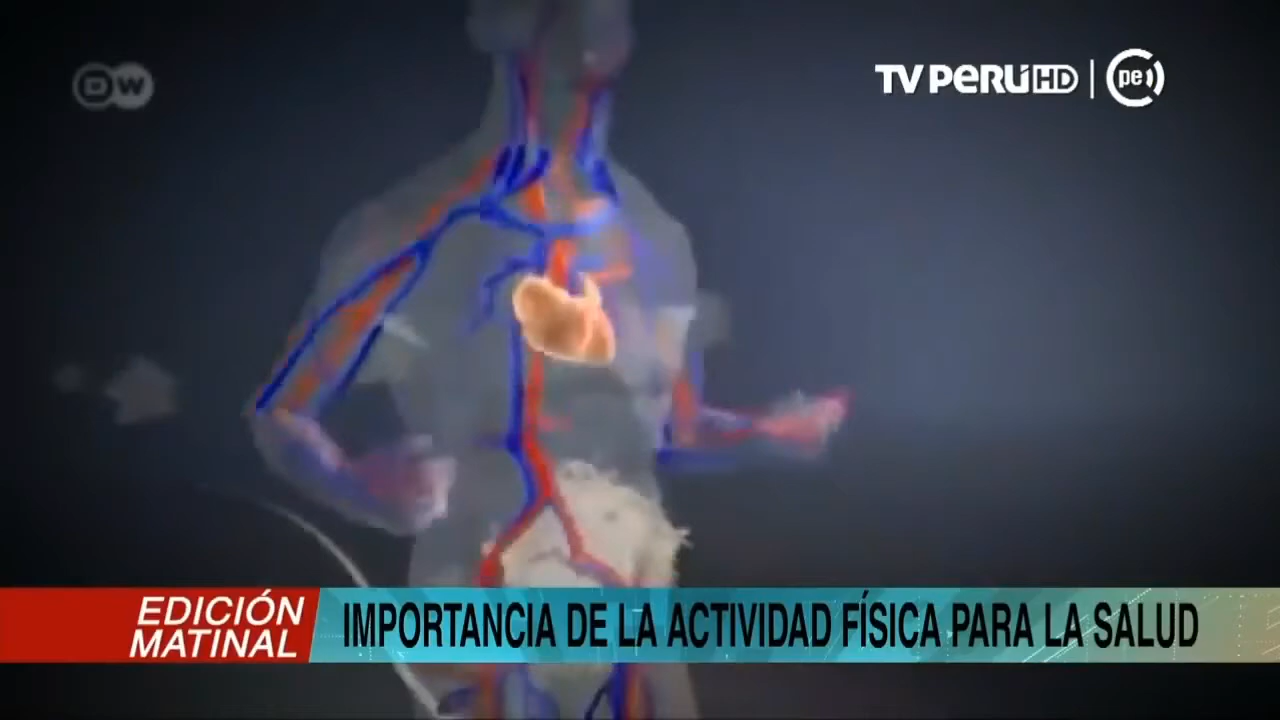 DW
TV PERÚ HD
pe
EDICIÓN
MATINAL
IMPORTANCIA DE LA ACTIVIDAD FÍSICA PARA LA SALUD